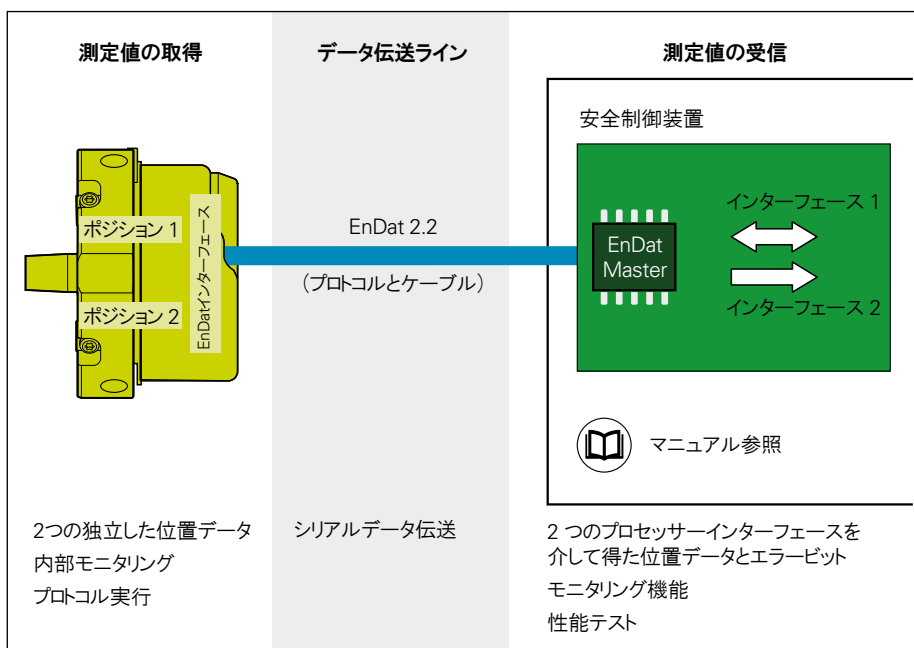 測定値の取得
データ伝送ライン
測定値の受信
安全制御装置
ポジション 1
ポジション 2
EnDatインターフェース
EnDat 2.2
（プロトコルとケーブル）
EnDat
Master
インターフェース 1
インターフェース 2
マニュアル参照
2つの独立した位置データ
内部モニタリング
プロトコル実行
シリアルデータ伝送
2 つのプロセッサーインターフェースを
介して得た位置データとエラービット
モニタリング機能
性能テスト